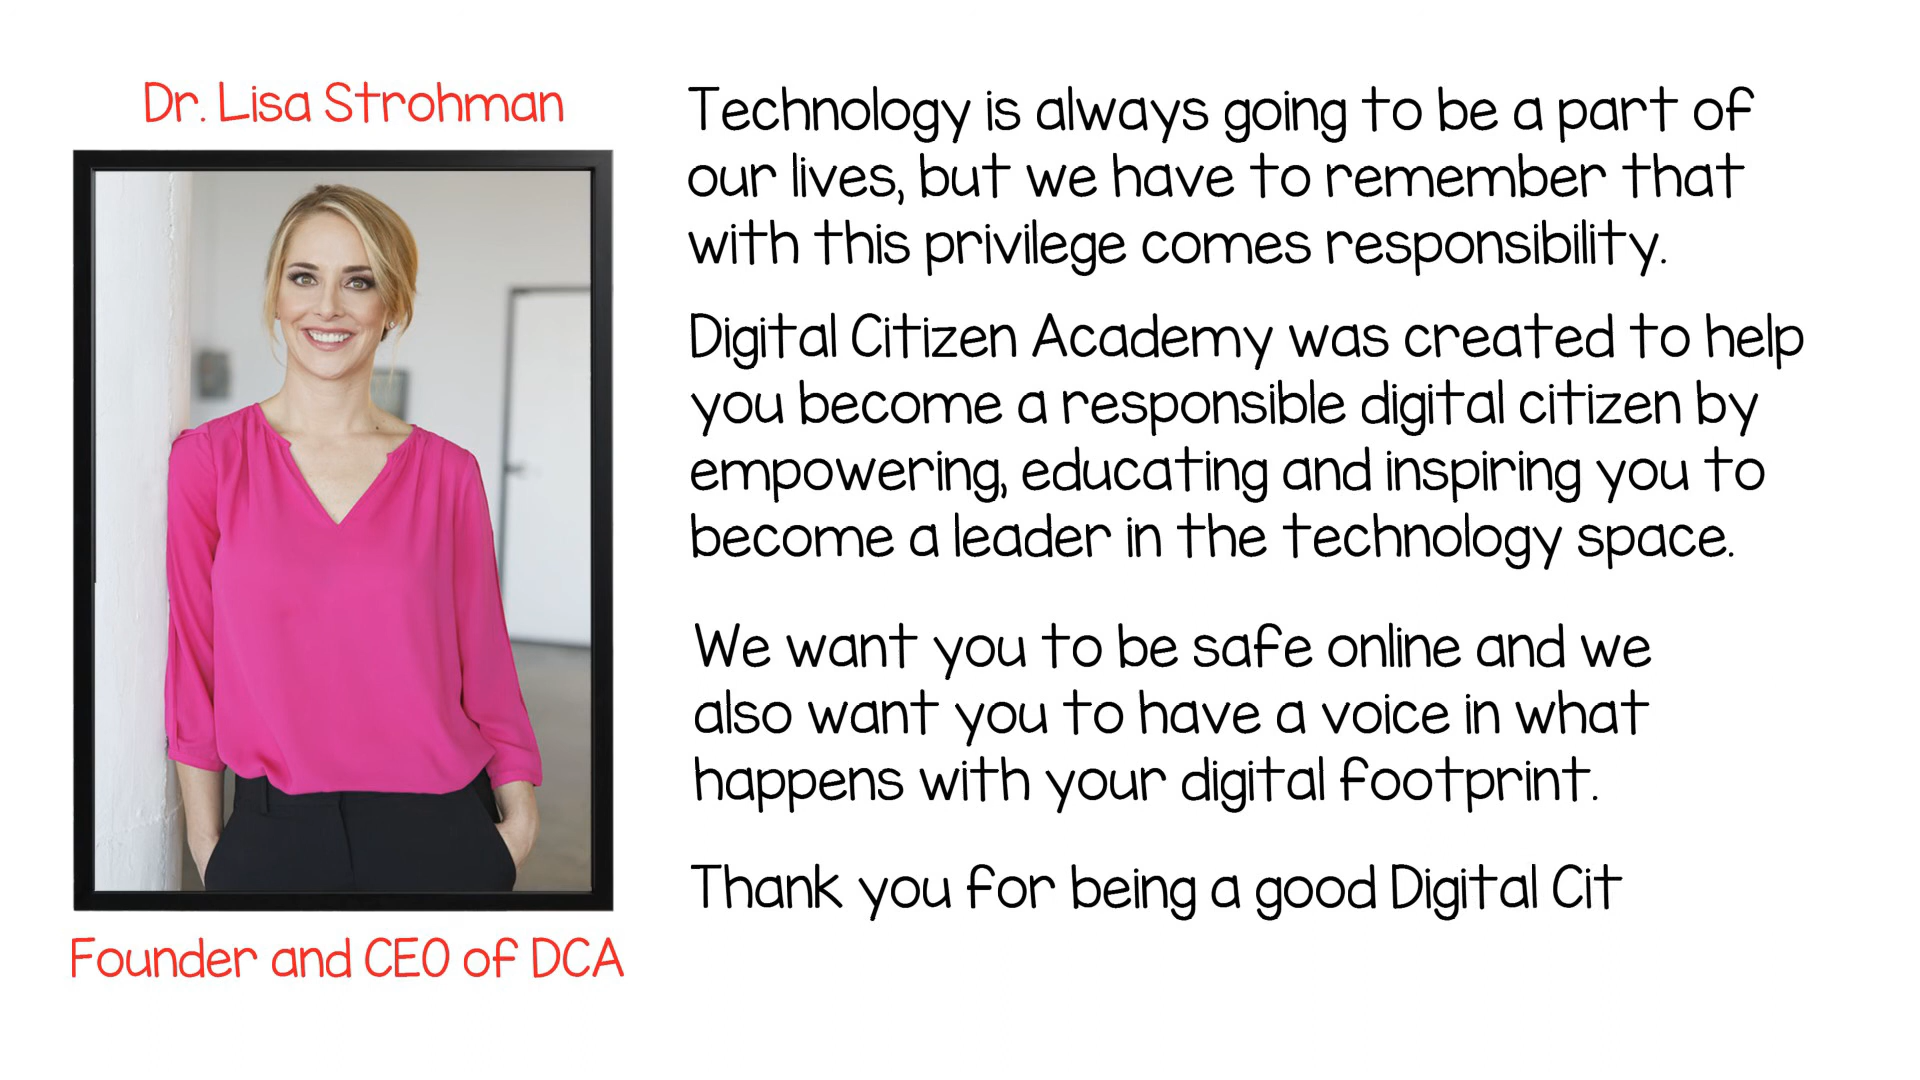 Dr. Lisa Strohman
Founder and CEO of DCA
Technology is always going to be a part of
our lives, but we have to remember that
with this privilege comes responsibility.
Digital Citizen Academy was created to help
you become a responsible digital citizen by
empowering, educating and inspiring you to
become a leader in the technology space.
We want you to be safe online and we
also want you to have a voice in what
happens with your digital footprint.
Thank you for being a good Digital Cit